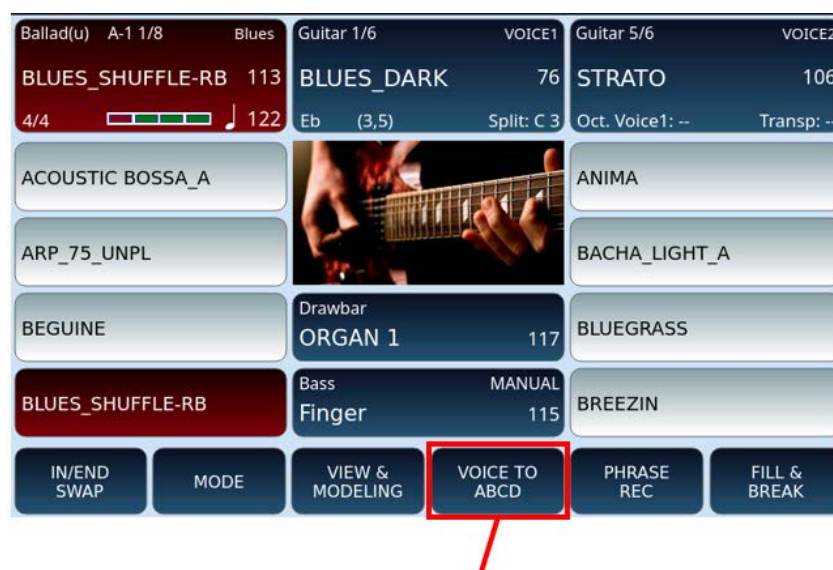 Ballad(u) A-1 1/8 Blues
BLUES_SHUFFLE-RB 113
4/4 122
Guitar 1/6 VOICE1
BLUES_DARK 76
Eb (3,5) Split: C 3
Guitar 5/6 VOICE2
STRATO 106
Oct. Voice1: -- Transp: --
ACOUSTIC BOSSA_A
ANIMA
ARP_75_UNPL
BACHA_LIGHT_A
BEGUINE
Drawbar
ORGAN 1 117
BLUEGRASS
BLUES_SHUFFLE-RB
Bass MANUAL
Finger 115
BREEZIN
IN/END
SWAP
MODE
VIEW &
MODELING
VOICE TO
ABCD
PHRASE
REC
FILL &
BREAK